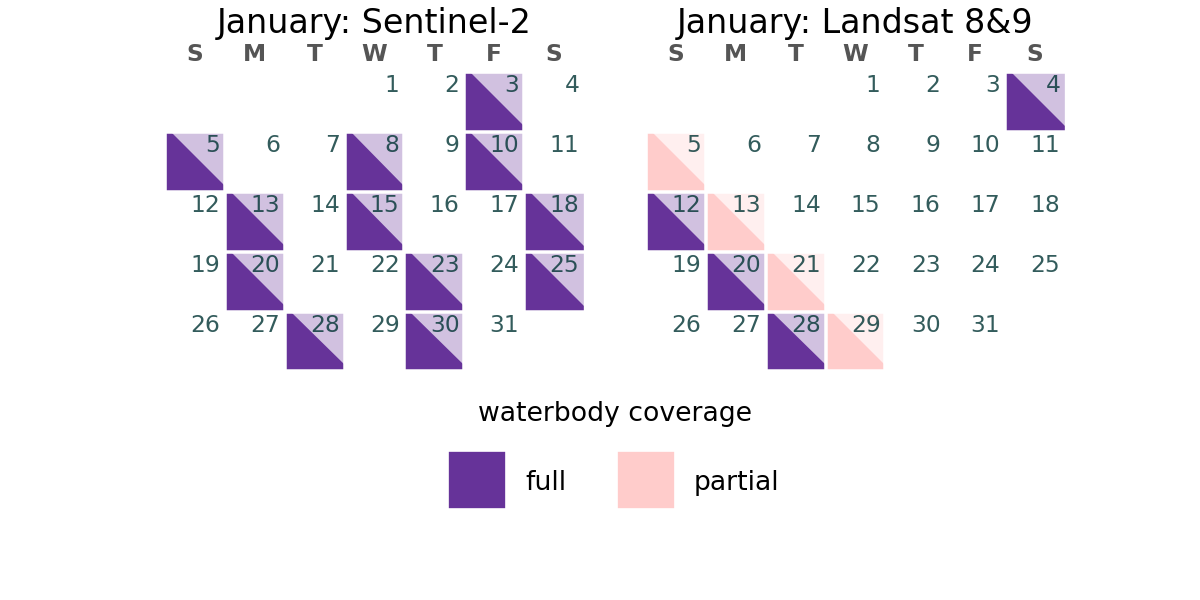 January: Sentinel-2
S M T W T F S
1 2 3 4
5 6 7 8 9 10 11
12 13 14 15 16 17 18
19 20 21 22 23 24 25
26 27 28 29 30 31
January: Landsat 8&9
S M T W T F S
1 2 3 4
5 6 7 8 9 10 11
12 13 14 15 16 17 18
19 20 21 22 23 24 25
26 27 28 29 30 31
waterbody coverage
full partial